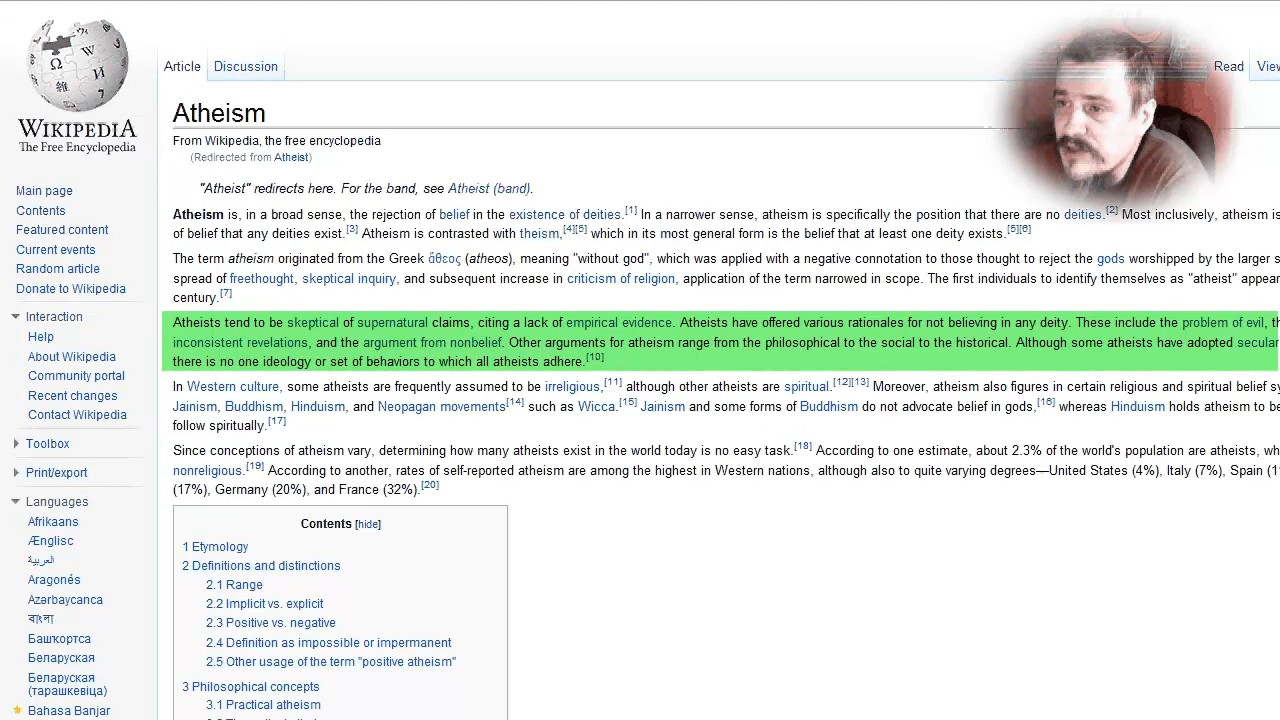 WIKIPEDIA
The Free Encyclopedia
Main page
Contents
Featured content
Current events
Random article
Donate to Wikipedia
Interaction
Help
About Wikipedia
Community portal
Recent changes
Contact Wikipedia
Toolbox
Print/export
Languages
Afrikaans
Ænglisc
العربية
Aragonés
Azərbaycanca
বাংলা
Башҡортса
Беларуская
Беларуская
(тарашкевіца)
Bahasa Banjar
Article Discussion
Read
Atheism
From Wikipedia, the free encyclopedia
(Redirected from Atheist)
"Atheist" redirects here. For the band, see Atheist (band).
Atheism is, in a broad sense, the rejection of belief in the existence of deities.[1] In a narrower sense, atheism is specifically the position that there are no deities.[2] Most inclusively, atheism is
of belief that any deities exist.[3] Atheism is contrasted with theism,[4][5] which in its most general form is the belief that at least one deity exists.[5][6]
The term atheism originated from the Greek ἄθεος (atheos), meaning "without god", which was applied with a negative connotation to those thought to reject the gods worshipped by the larger
spread of freethought, skeptical inquiry, and subsequent increase in criticism of religion, application of the term narrowed in scope. The first individuals to identify themselves as "atheist"
century.[7]
Atheists tend to be skeptical of supernatural claims, citing a lack of empirical evidence. Atheists have offered various rationales for not believing in any deity. These include the problem of evil,
inconsistent revelations, and the argument from nonbelief. Other arguments for atheism range from the philosophical to the social to the historical. Although some atheists have adopted secular
there is no one ideology or set of behaviors to which all atheists adhere.[10]
In Western culture, some atheists are frequently assumed to be irreligious,[11] although other atheists are spiritual.[12][13] Moreover, atheism also figures in certain religious and spiritual belief
Jainism, Buddhism, Hinduism, and Neopagan movements[14] such as Wicca.[15] Jainism and some forms of Buddhism do not advocate belief in gods,[16] whereas Hinduism holds atheism to be
follow spiritually.[17]
Since conceptions of atheism vary, determining how many atheists exist in the world today is no easy task.[18] According to one estimate, about 2.3% of the world's population are atheists,
nonreligious.[19] According to another, rates of self-reported atheism are among the highest in Western nations, although also to quite varying degrees—United States (4%), Italy (7%), Spain
(17%), Germany (20%), and France (32%).[20]
Contents [hide]
1 Etymology
2 Definitions and distinctions
2.1 Range
2.2 Implicit vs. explicit
2.3 Positive vs. negative
2.4 Definition as impossible or impermanent
2.5 Other usage of the term "positive atheism"
3 Philosophical concepts
3.1 Practical atheism